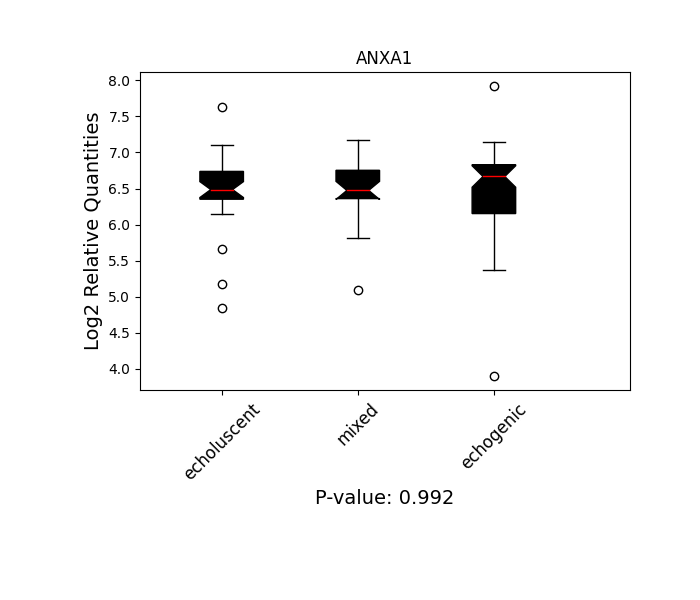 ANXA1
Log2 Relative Quantities
8.0
7.5
7.0
6.5
6.0
5.5
5.0
4.5
4.0
echoluscent
mixed
echogenic
P-value: 0.992